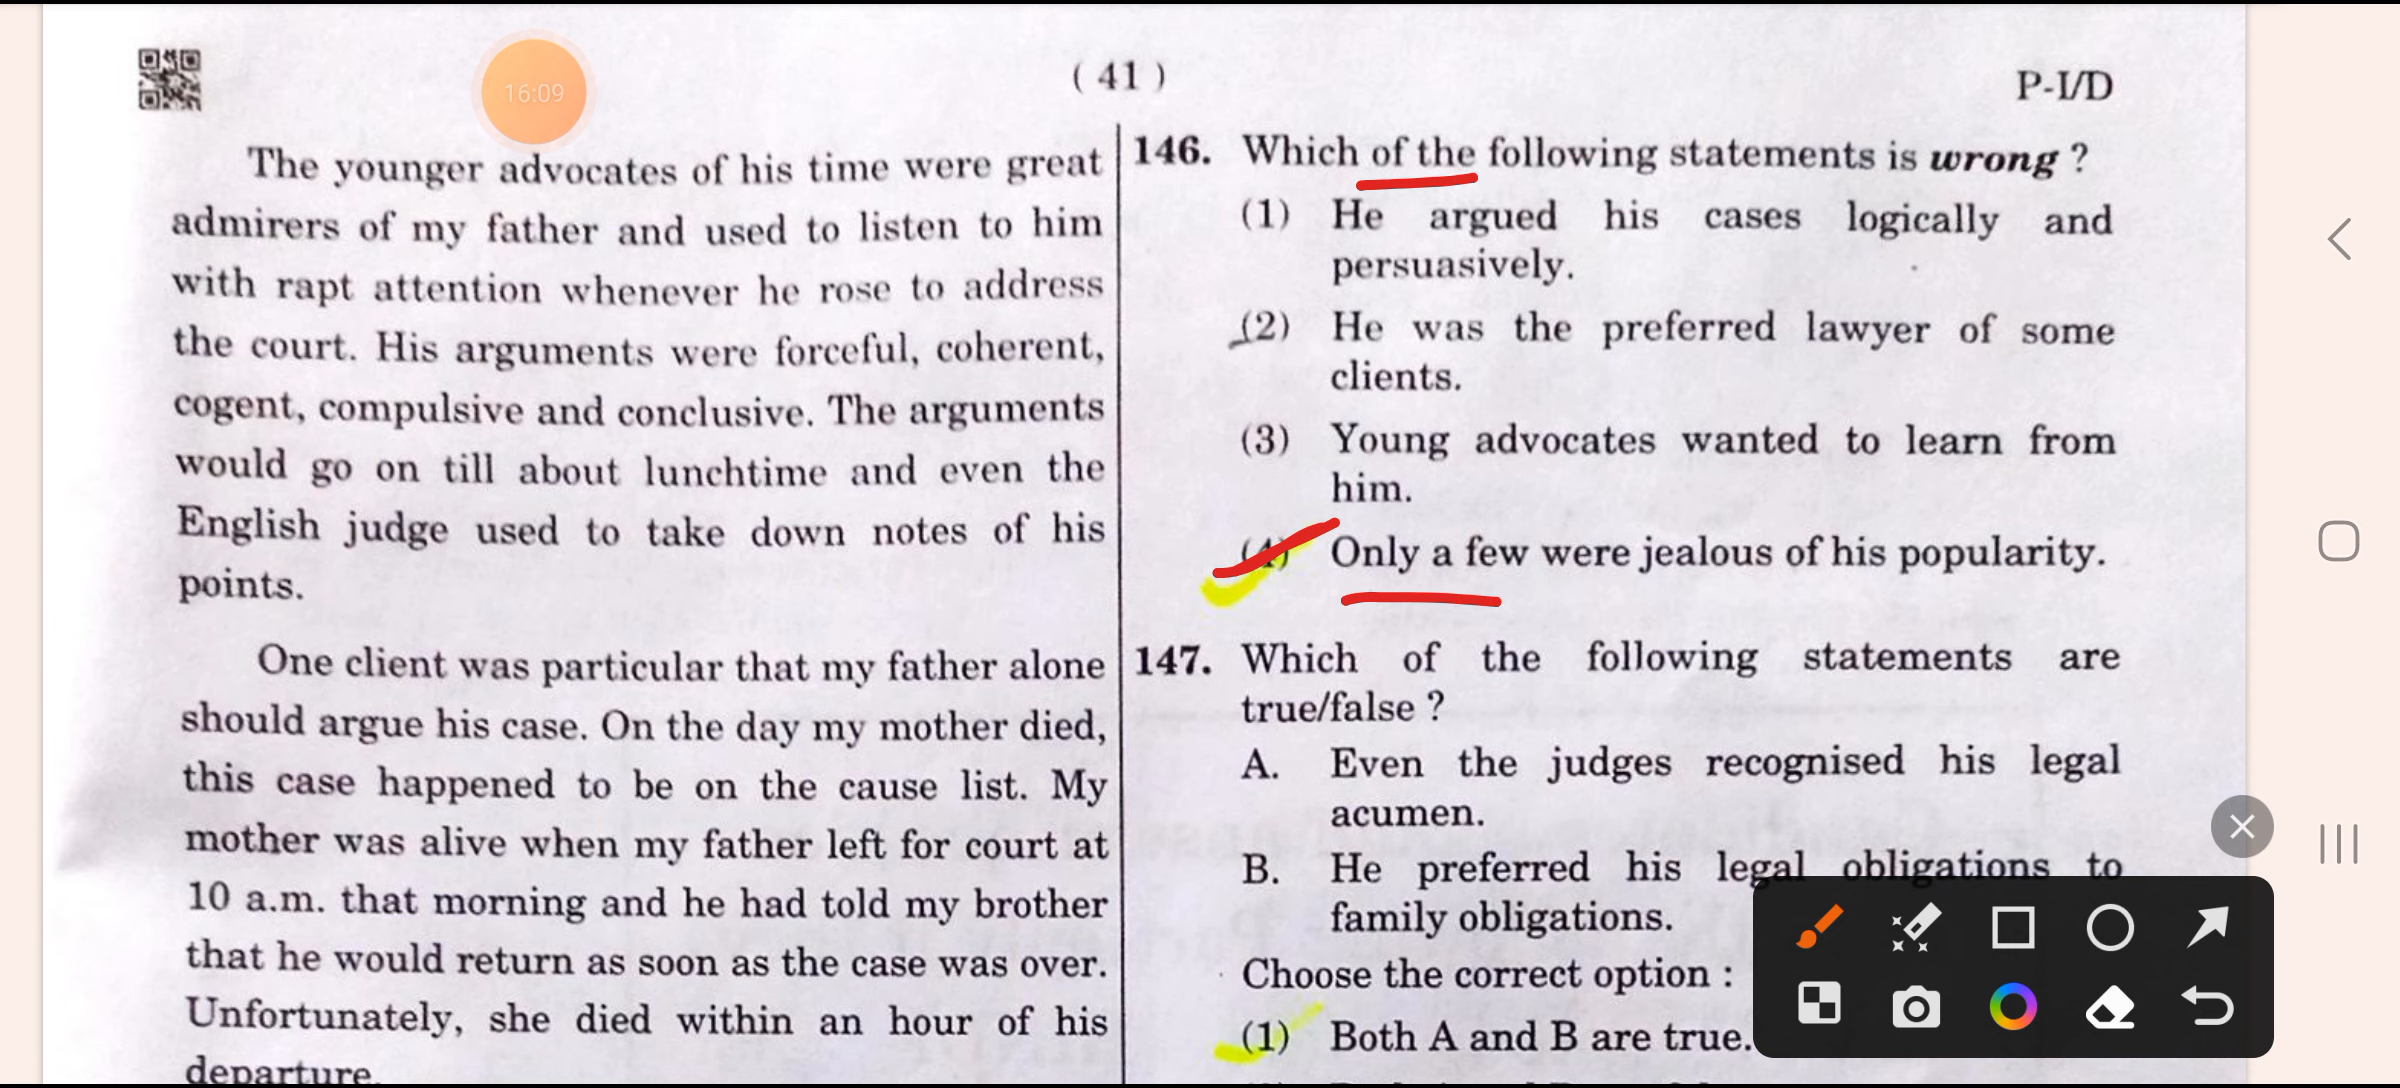 16:09
( 41 )
P-I/D
The younger advocates of his time were great
admirers of my father and used to listen to him
with rapt attention whenever he rose to address
the court. His arguments were forceful, coherent,
cogent, compulsive and conclusive. The arguments
would go on till about lunchtime and even the
English judge used to take down notes of his
points.
One client was particular that my father alone
should argue his case. On the day my mother died,
this case happened to be on the cause list. My
mother was alive when my father left for court at
10 a.m. that morning and he had told my brother
that he would return as soon as the case was over.
Unfortunately, she died within an hour of his
departure.
146. Which of the following statements is wrong ?
(1) He argued his cases logically and
persuasively.
(2) He was the preferred lawyer of some
clients.
(3) Young advocates wanted to learn from
him.
(4) Only a few were jealous of his popularity.
147. Which of the following statements are
true/false ?
A. Even the judges recognised his legal
acumen.
B. He preferred his legal obligations to
family obligations.
Choose the correct option :
(1) Both A and B are true.